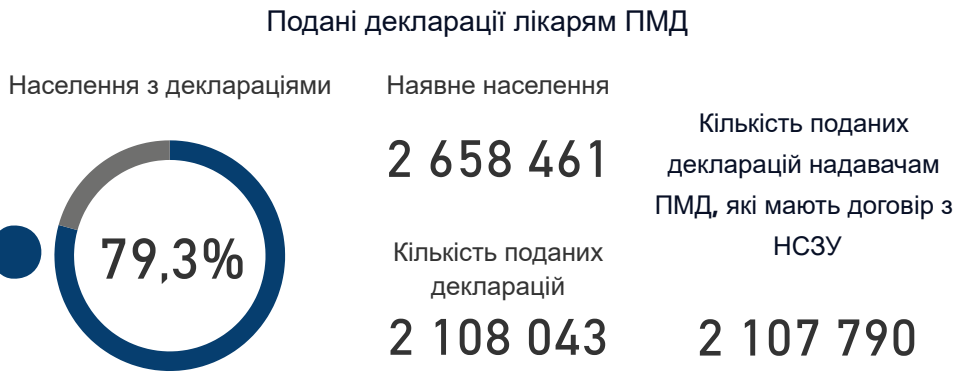 Подані декларації лікарям ПМД
Населення з деклараціями
79,3%
Наявне населення
2 658 461
Кількість поданих
декларацій
2 108 043
Кількість поданих
декларацій надавачам
ПМД, які мають договір з
НСЗУ
2 107 790